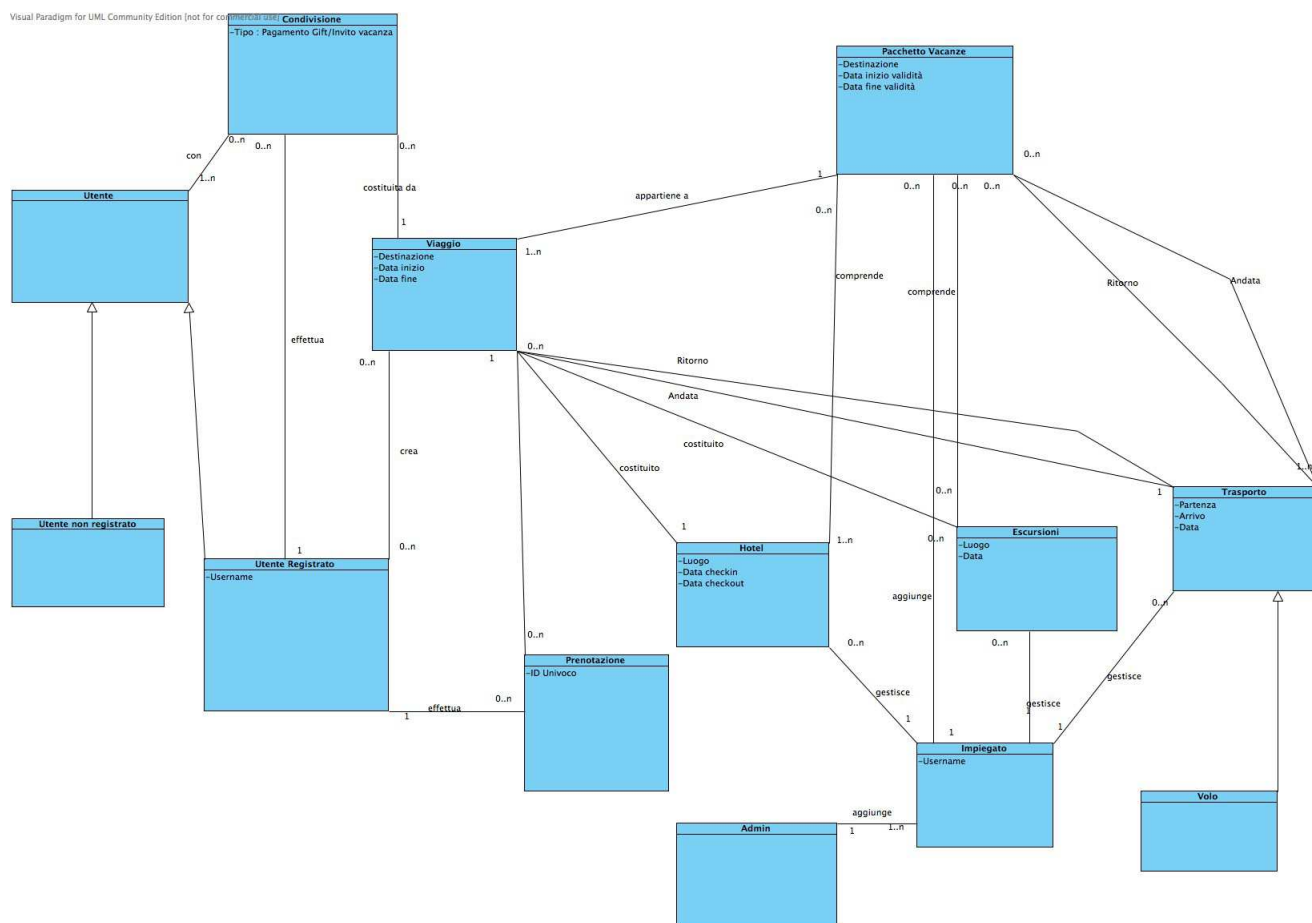 Visual Paradigm for UML Community Edition [not for commercial use]
Condivisione
-Tipo : Pagamento Gift/Invito vacanza
Pacchetto Vacanze
-Destinazione
-Data inizio validità
-Data fine validità
0..n
0..n
0..n
con
1..n
0..n
costituita da
1
Utente
appartiene a
1
0..n
0..n
0..n
0..n
0..n
1
Viaggio
-Destinazione
-Data inizio
-Data fine
1..n
comprende
comprende
Ritorno
Andata
effettua
0..n
1
0..n
Ritorno
Andata
crea
costituito
costituito
1..n
0..n
1
Trasporto
-Partenza
-Arrivo
-Data
Utente non registrato
1
0..n
1
Hotel
-Luogo
-Data checkin
-Data checkout
1..n
0..n
Escursioni
-Luogo
-Data
Utente Registrato
-Username
aggiunge
0..n
0..n
0..n
0..n
Prenotazione
-ID Univoco
gestisce
gestisce
gestisce
0..n
1
effettua
1
1
1
1
Impiegato
-Username
Volo
aggiunge
1
1..n
Admin